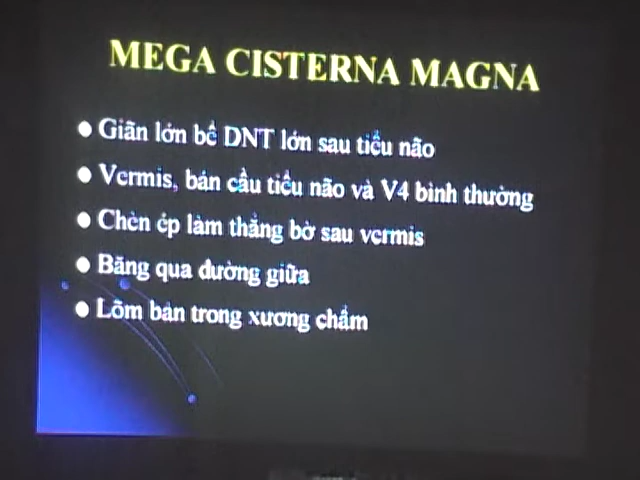 MEGA CISTERNA MAGNA
Giãn lớn bể DNT lớn sau tiểu não
Vermis, bán cầu tiểu não và V4 bình thường
Chèn ép làm thẳng bờ sau vermis
Băng qua đường giữa
Lõm bản trong xương chẩm